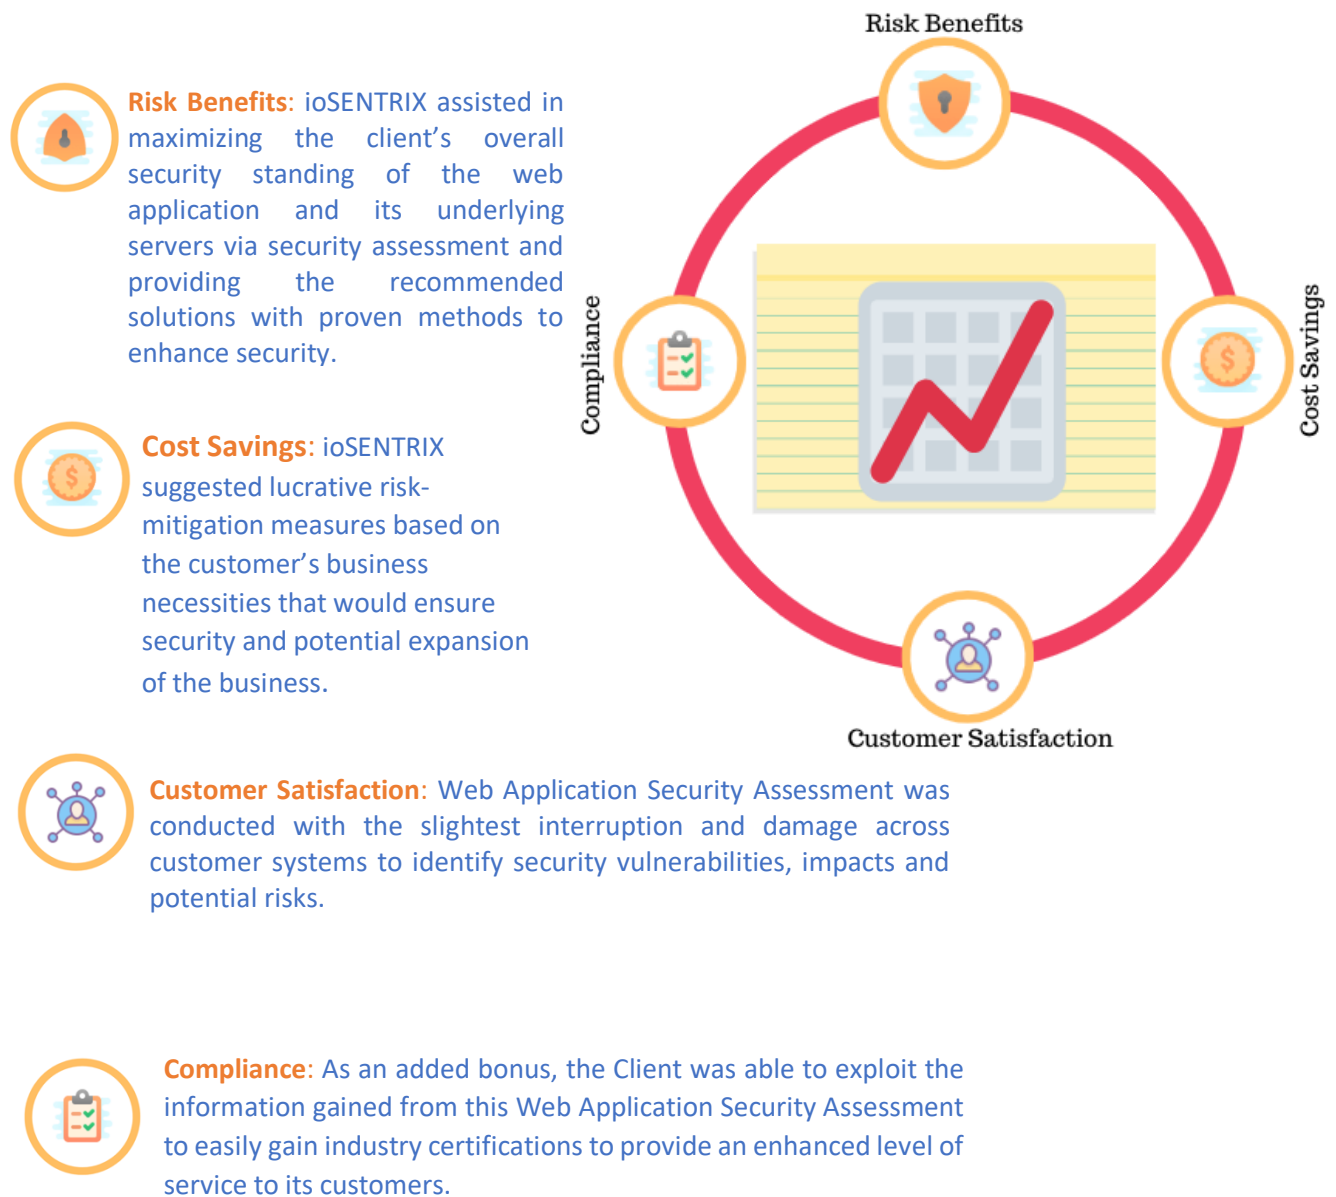 Risk Benefits
Risk Benefits: ioSENTRIX assisted in
maximizing the client’s overall
security standing of the web
application and its underlying
servers via security assessment and
providing the recommended
solutions with proven methods to
enhance security.
Compliance
Cost Savings
Cost Savings: ioSENTRIX
suggested lucrative risk-
mitigation measures based on
the customer’s business
necessities that would ensure
security and potential expansion
of the business.
Customer Satisfaction
Customer Satisfaction: Web Application Security Assessment was
conducted with the slightest interruption and damage across
customer systems to identify security vulnerabilities, impacts and
potential risks.
Compliance: As an added bonus, the Client was able to exploit the
information gained from this Web Application Security Assessment
to easily gain industry certifications to provide an enhanced level of
service to its customers.